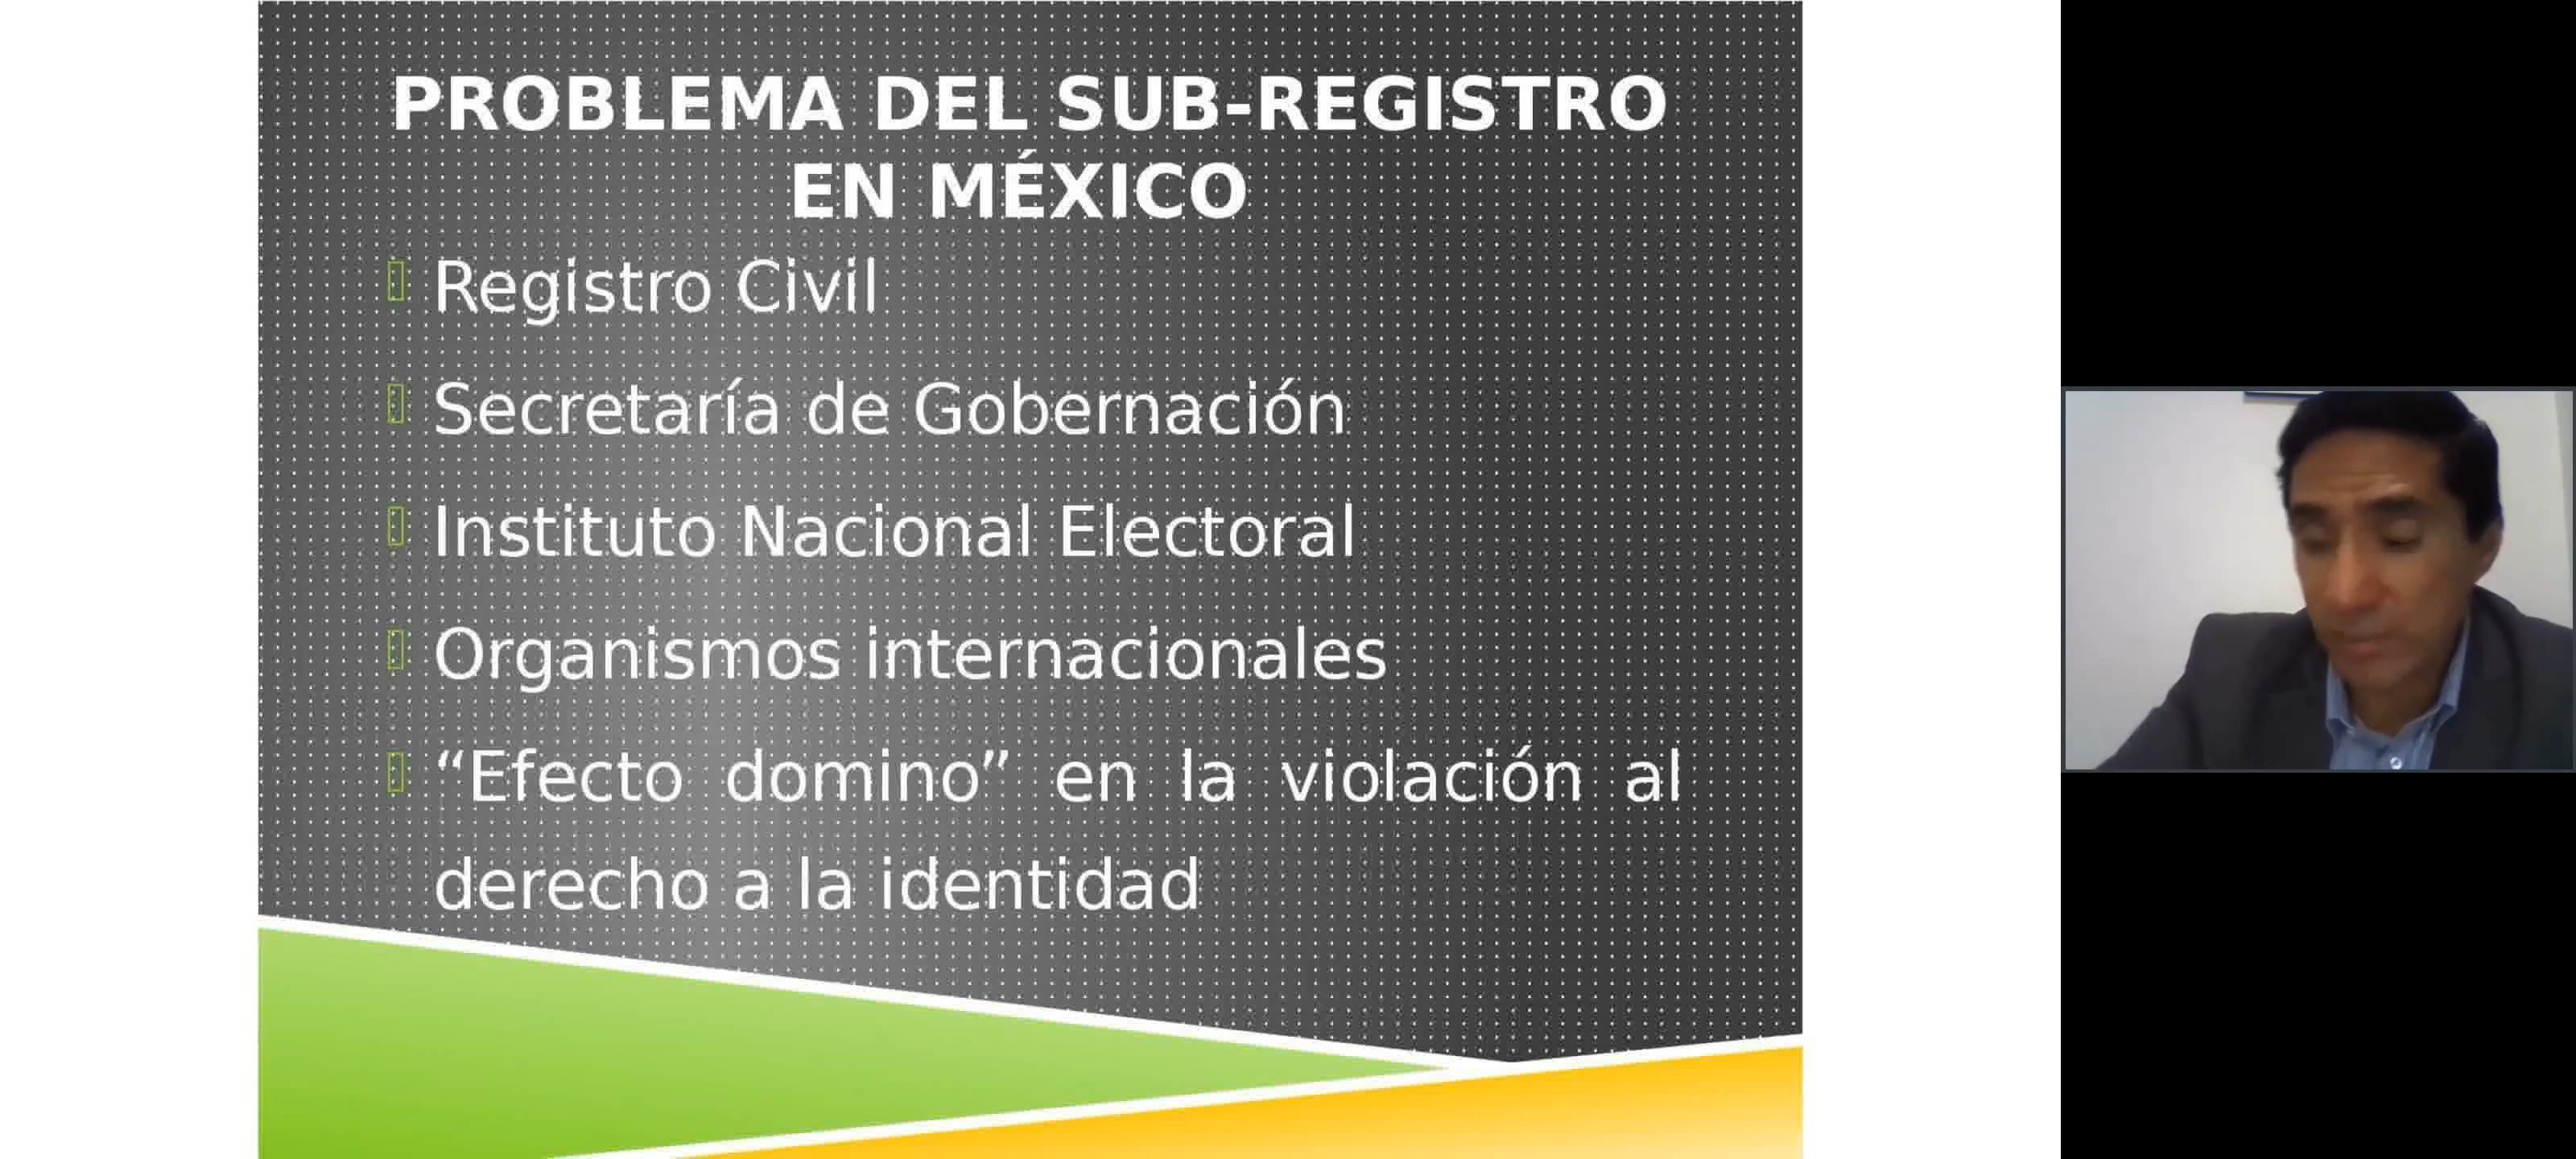 PROBLEMA DEL SUB-REGISTRO
EN MÉXICO
Registro Civil
Secretaría de Gobernación
Instituto Nacional Electoral
Organismos internacionales
“Efecto domino” en la violación al
derecho a la identidad